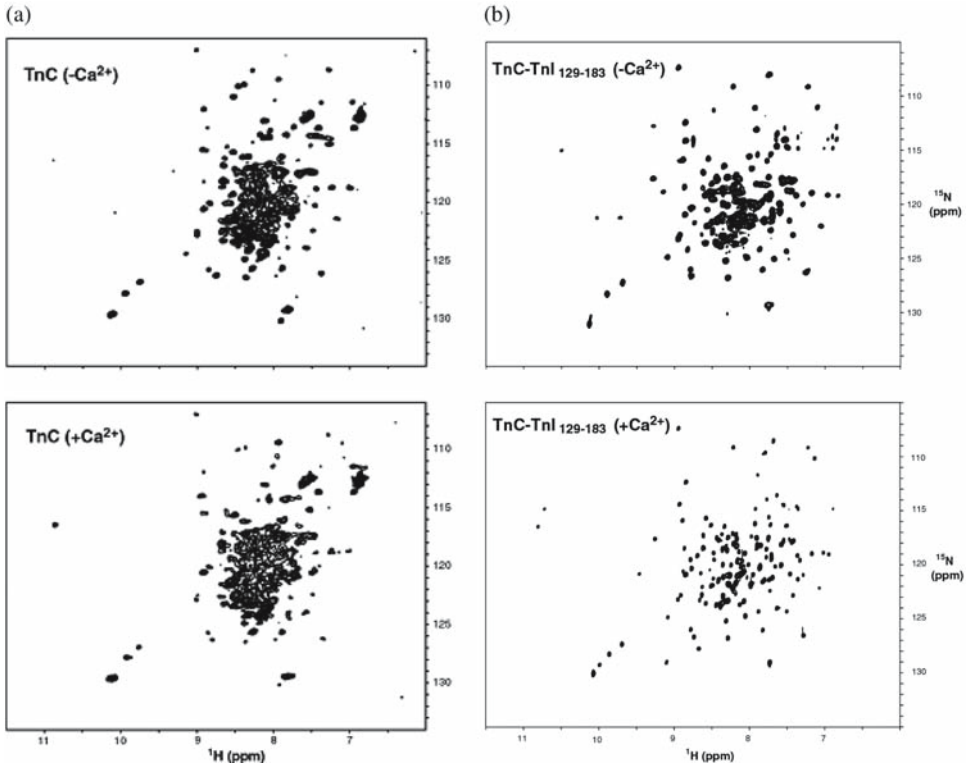 (a)
(b)
TnC (-Ca²⁺)
110
115
120
125
130
TnC-TnI 129-183 (-Ca²⁺)
110
115
¹⁵N
120
(ppm)
125
130
TnC (+Ca²⁺)
110
115
120
125
130
11
10
9
8
7
¹H (ppm)
TnC-TnI 129-183 (+Ca²⁺)
110
115
¹⁵N
120
(ppm)
125
130
11
10
9
8
7
¹H (ppm)